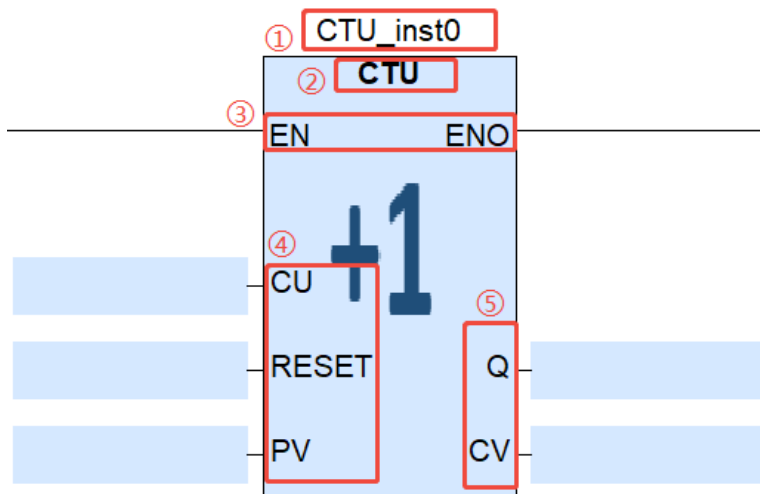 ① CTU_inst0
② CTU
③ EN ENO
+1
④
CU ⑤
RESET Q
PV CV